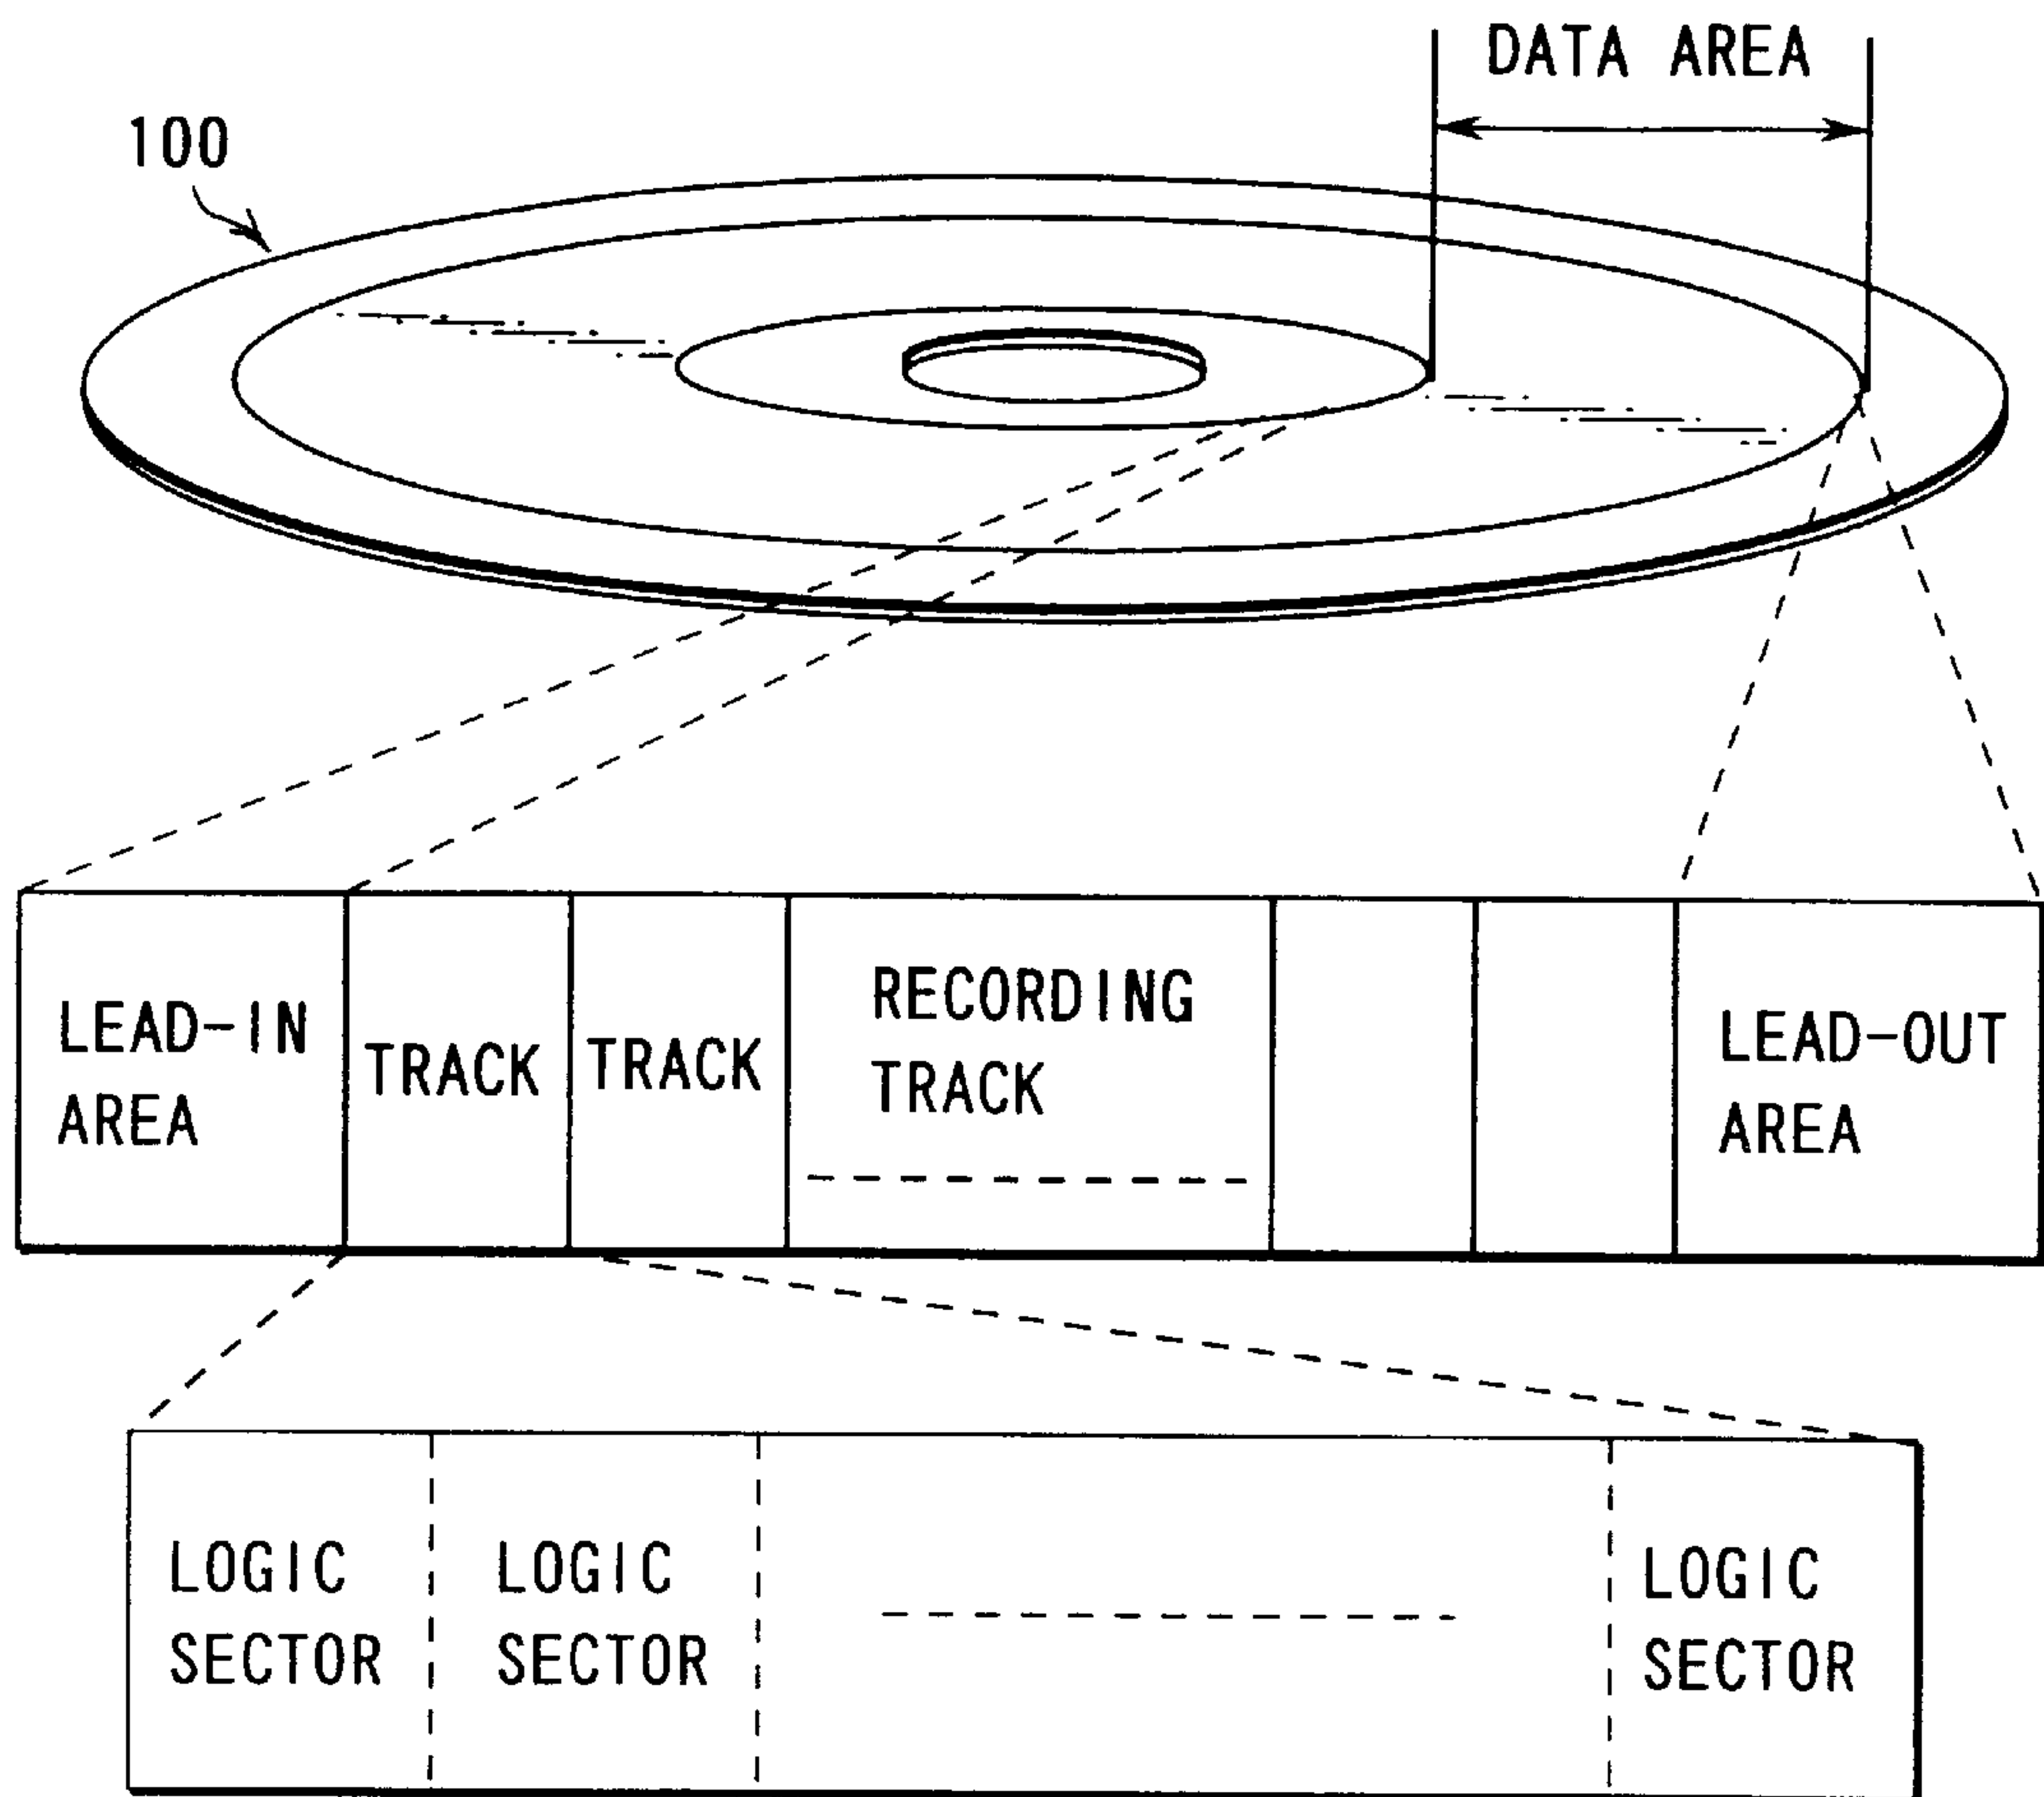 DATA AREA
100
LEAD-IN
AREA
TRACK
TRACK
RECORDING
TRACK
LEAD-OUT
AREA
LOGIC
SECTOR
LOGIC
SECTOR
LOGIC
SECTOR